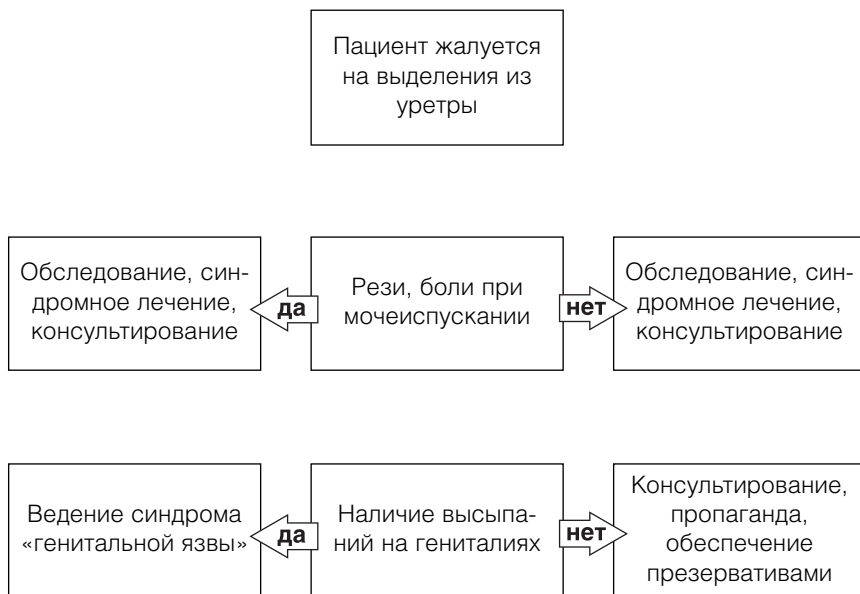 Пациент жалуется
на выделения из
уретры
Обследование, син-
дромное лечение,
консультирование
да
Рези, боли при
мочеиспускании
нет
Обследование, син-
дромное лечение,
консультирование
Ведение синдрома
«генитальной язвы»
да
Наличие высыпа-
ний на гениталиях
нет
Консультирование,
пропаганда,
обеспечение
презервативами